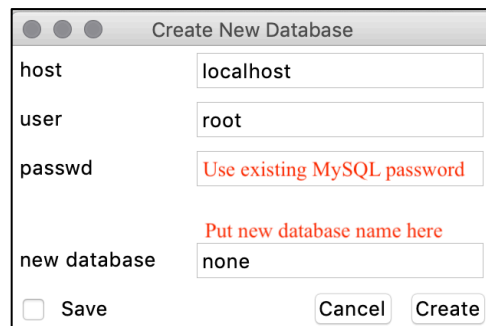 Create New Database
host localhost
user root
passwd Use existing MySQL password
Put new database name here
new database none
Save Cancel Create